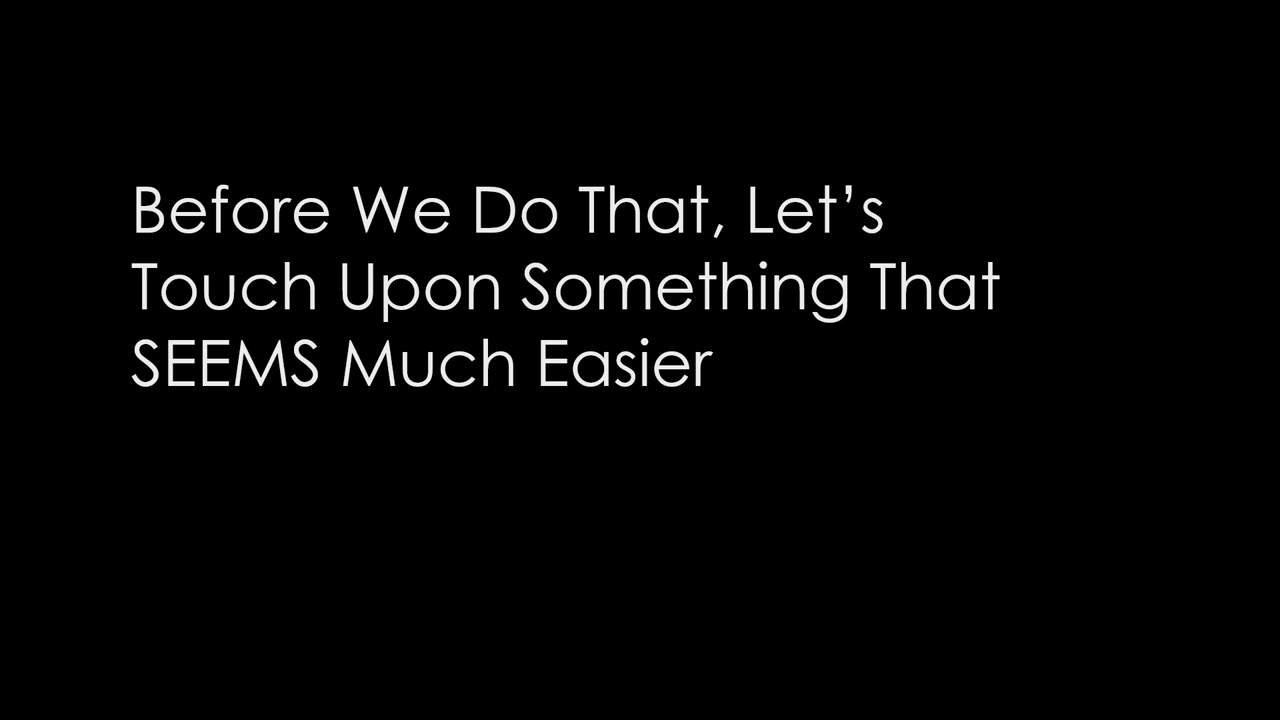 Before We Do That, Let’s
Touch Upon Something That
SEEMS Much Easier